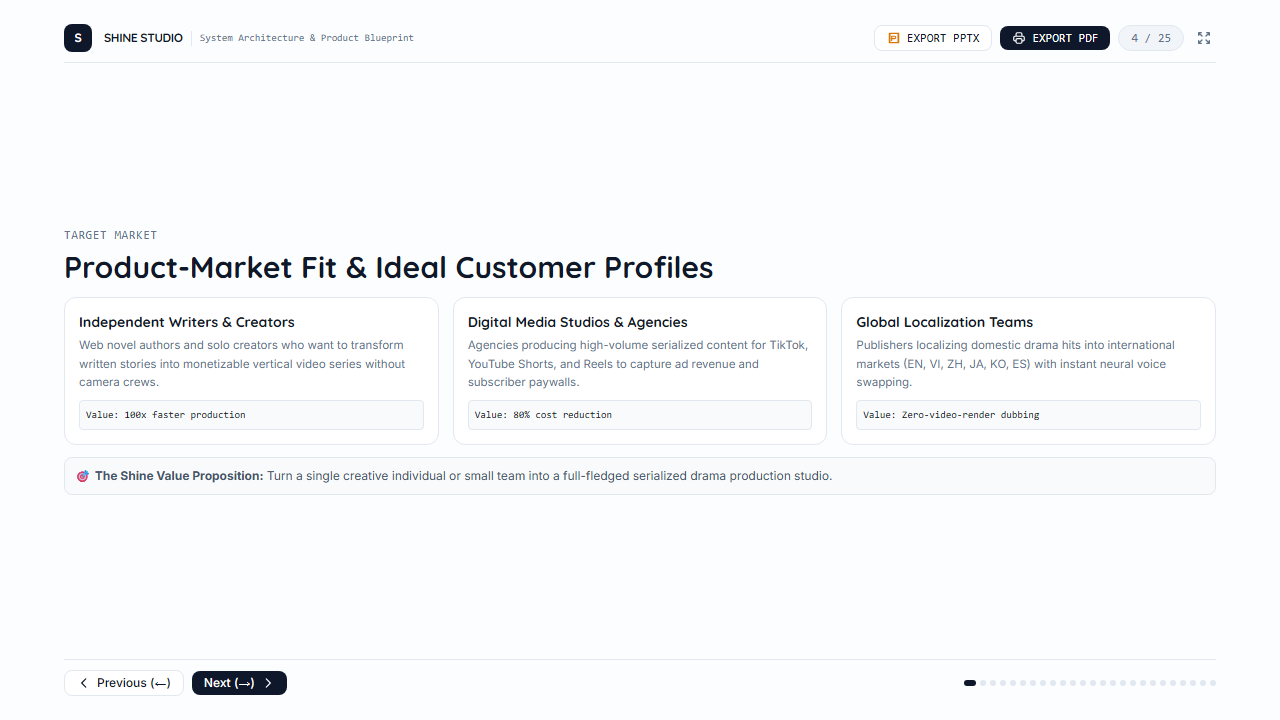 S
SHINE STUDIO
System Architecture & Product Blueprint
EXPORT PPTX
EXPORT PDF
4 / 25
TARGET MARKET
Product-Market Fit & Ideal Customer Profiles
Independent Writers & Creators
Web novel authors and solo creators who want to transform
written stories into monetizable vertical video series without
camera crews.
Value: 100x faster production
Digital Media Studios & Agencies
Agencies producing high-volume serialized content for TikTok,
YouTube Shorts, and Reels to capture ad revenue and
subscriber paywalls.
Value: 80% cost reduction
Global Localization Teams
Publishers localizing domestic drama hits into international
markets (EN, VI, ZH, JA, KO, ES) with instant neural voice
swapping.
Value: Zero-video-render dubbing
🎯 The Shine Value Proposition: Turn a single creative individual or small team into a full-fledged serialized drama production studio.
Previous (←)
Next (→)